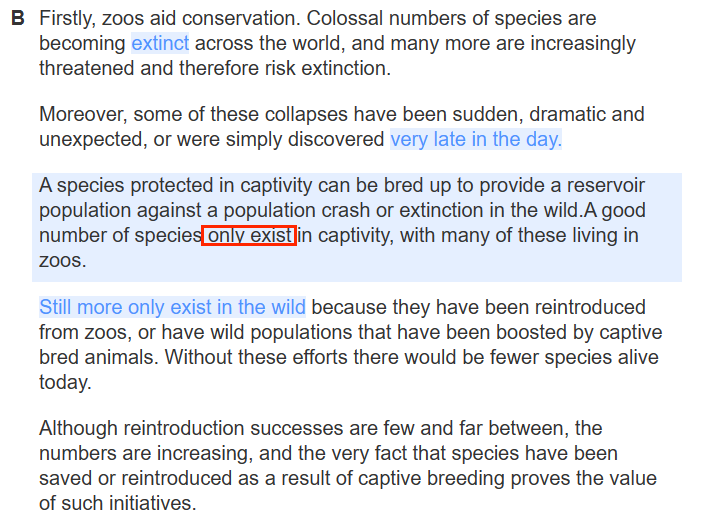 B Firstly, zoos aid conservation. Colossal numbers of species are
becoming extinct across the world, and many more are increasingly
threatened and therefore risk extinction.
Moreover, some of these collapses have been sudden, dramatic and
unexpected, or were simply discovered very late in the day.
A species protected in captivity can be bred up to provide a reservoir
population against a population crash or extinction in the wild.A good
number of species only exist in captivity, with many of these living in
zoos.
Still more only exist in the wild because they have been reintroduced
from zoos, or have wild populations that have been boosted by captive
bred animals. Without these efforts there would be fewer species alive
today.
Although reintroduction successes are few and far between, the
numbers are increasing, and the very fact that species have been
saved or reintroduced as a result of captive breeding proves the value
of such initiatives.